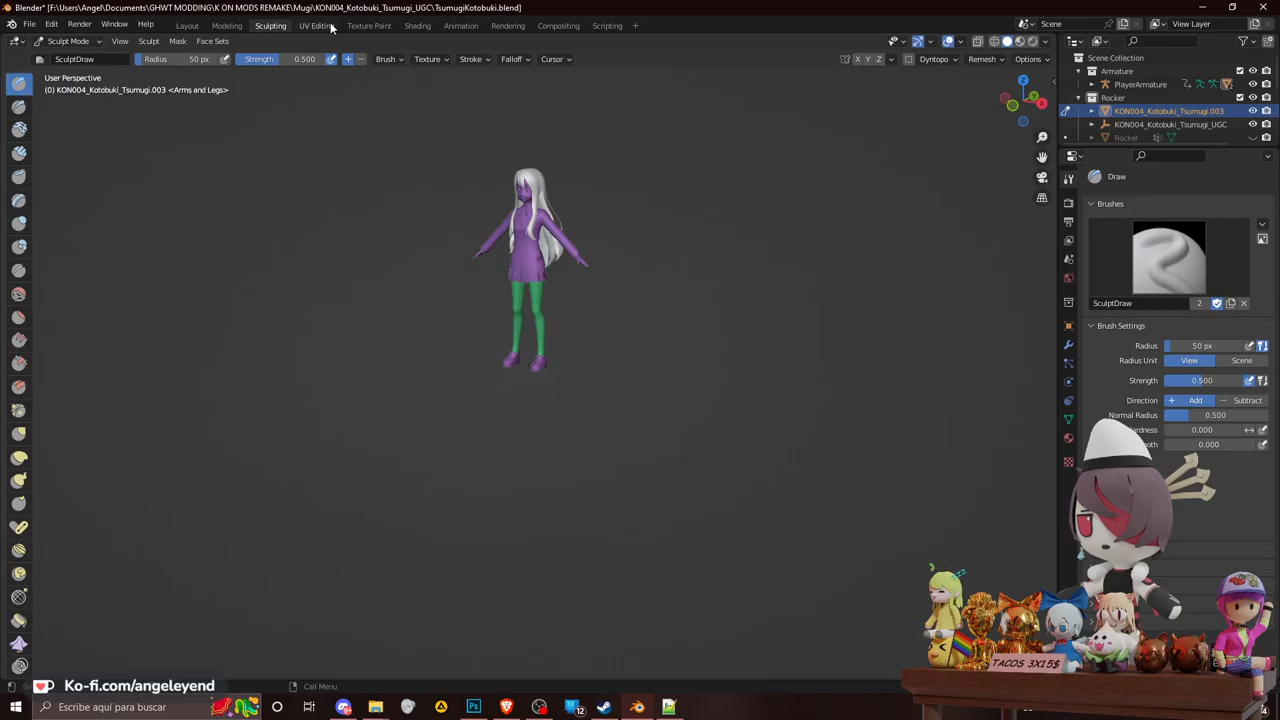 Blender* [F:\Users\Angel\Documents\GHWT MODDING\K ON MODS REMAKE\Mugi\KON004_Kotobuki_Tsumugi_UGC\TsumugiKotobuki.blend]
File Edit Render Window Help Layout Modeling Sculpting UV Editing Texture Paint Shading Animation Rendering Compositing Scripting + Scene View Layer
Sculpt Mode View Sculpt Mask Face Sets
SculptDraw Radius 50 px Strength 0.500 Brush Texture Stroke Falloff Cursor X Y Z Dyntopo Remesh Options
User Perspective
(0) KON004_Kotobuki_Tsumugi.003 <Arms and Legs>
Scene Collection
Armature
PlayerArmature
Rocker
KON004_Kotobuki_Tsumugi.003
KON004_Kotobuki_Tsumugi_UGC
Rocker
Draw
Brushes
SculptDraw 2
Brush Settings
Radius 50 px
Radius Unit View Scene
Strength 0.500
Direction + Add − Subtract
Normal Radius 0.500
0.000
0.000
TACOS 3X15$
Ko-fi.com/angeleyend
Call Menu
Escribe aquí para buscar
12